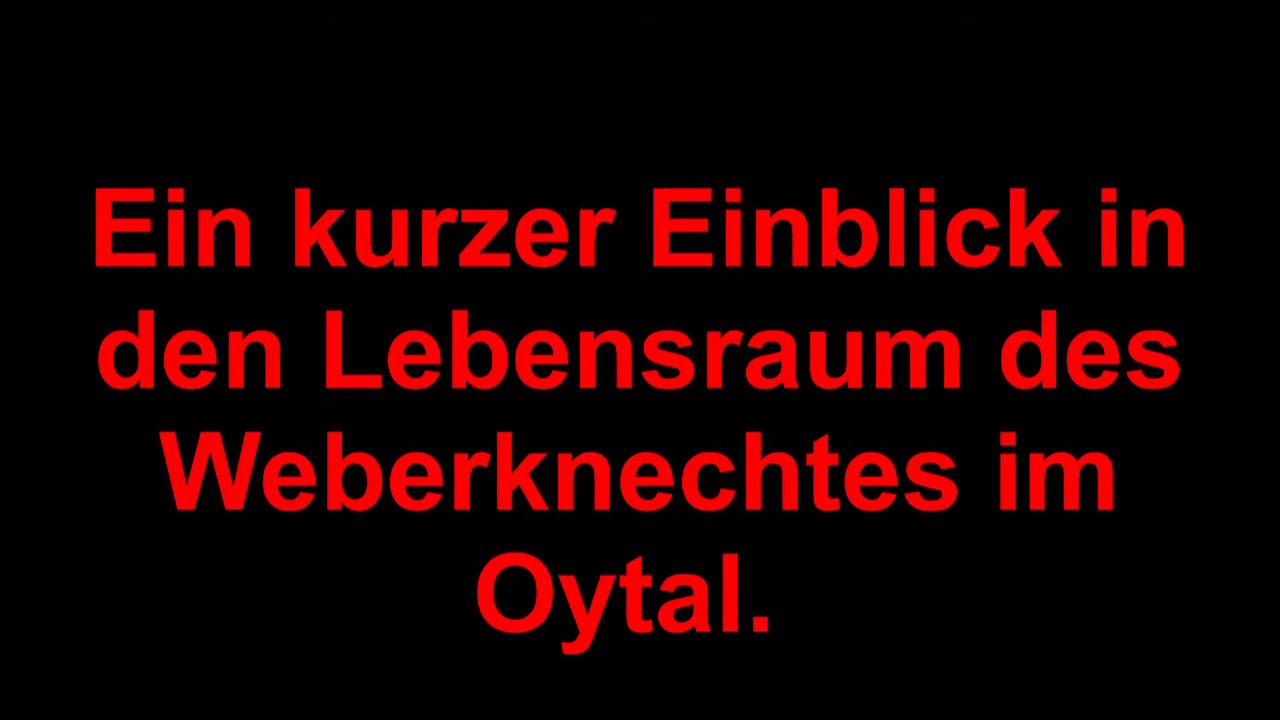 Ein kurzer Einblick in
den Lebensraum des
Weberknechtes im
Oytal.